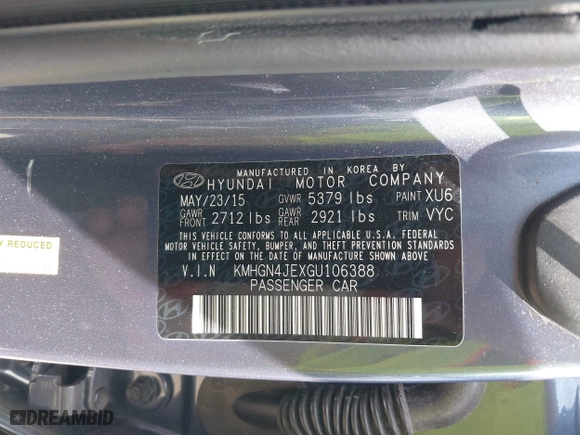 MANUFACTURED IN KOREA BY
HYUNDAI MOTOR COMPANY
MAY/23/15 GVWR 5379 lbs PAINT XU6
GAWR FRONT 2712 lbs GAWR REAR 2921 lbs TRIM VYC
THIS VEHICLE CONFORMS TO ALL APPLICABLE U.S.A. FEDERAL
MOTOR VEHICLE SAFETY, BUMPER, AND THEFT PREVENTION STANDARDS
IN EFFECT ON THE DATE OF MANUFACTURE SHOWN ABOVE
V.I.N KMHGN4JEXGU106388
PASSENGER CAR
Y REDUCED
DREAMBID